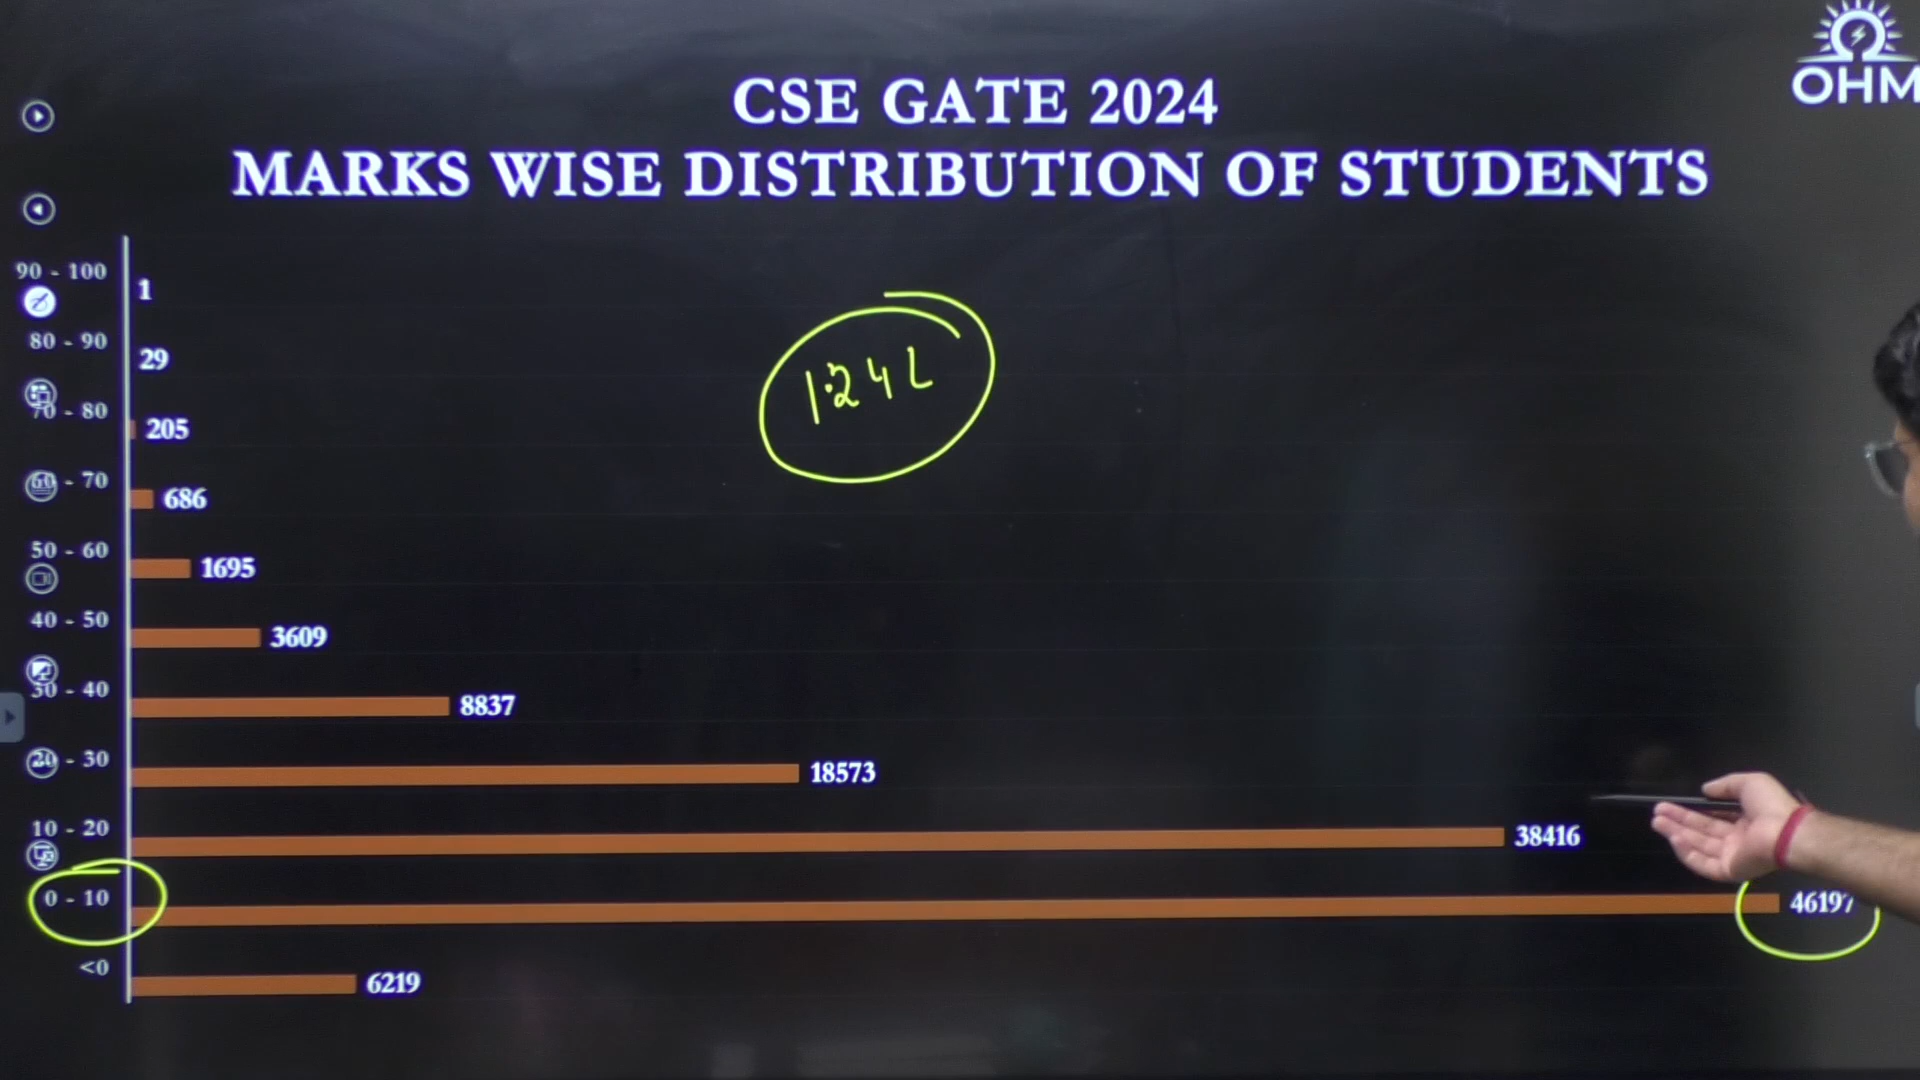 OHM
CSE GATE 2024
MARKS WISE DISTRIBUTION OF STUDENTS
90 - 100 1
80 - 90 29
70 - 80 205
60 - 70 686
50 - 60 1695
40 - 50 3609
30 - 40 8837
20 - 30 18573
10 - 20 38416
0 - 10 46197
<0 6219
1.24 L